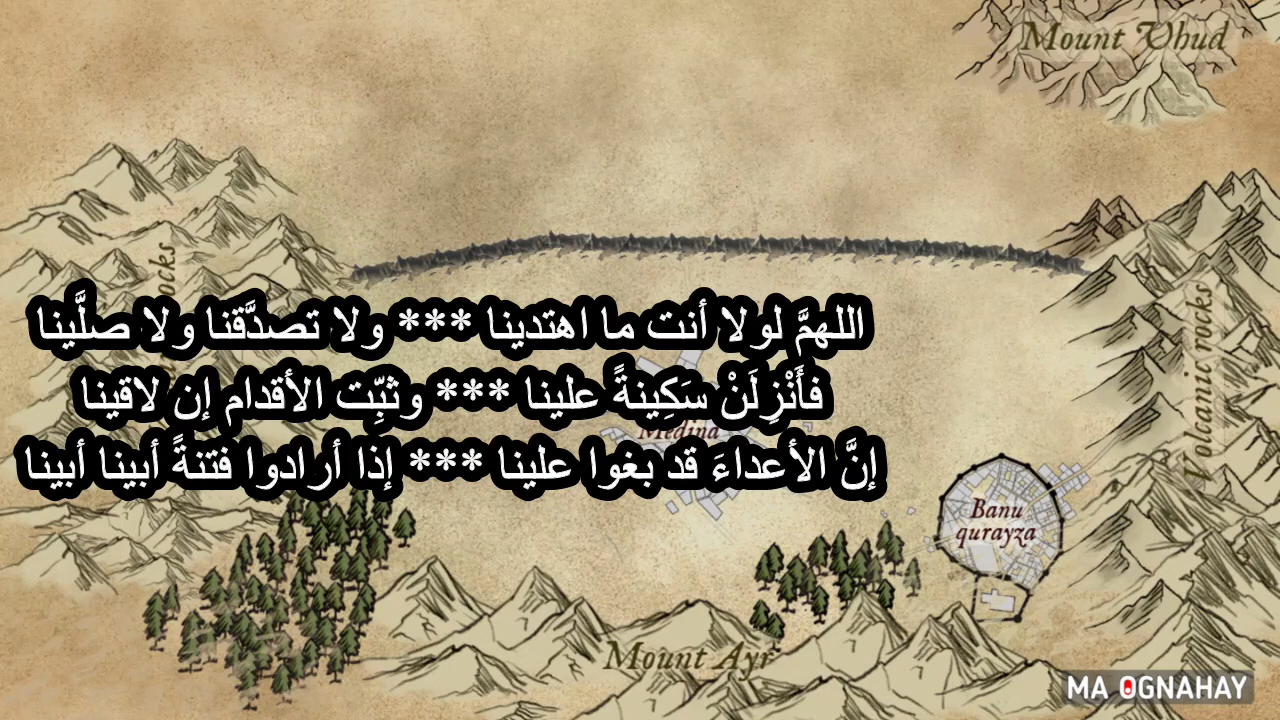 Mount Uhud
اللهمَّ لولا أنت ما اهتدينا *** ولا تصدَّقنا ولا صلَّينا
فأَنْزِلَنْ سَكِينةً علينا *** وثبِّت الأقدام إن لاقينا
Medina
إنَّ الأعداءَ قد بغوا علينا *** إذا أرادوا فتنةً أبينا أبينا
Volcanic rocks
Banu
qurayza
Mount Ayr
MA OGNAHAY